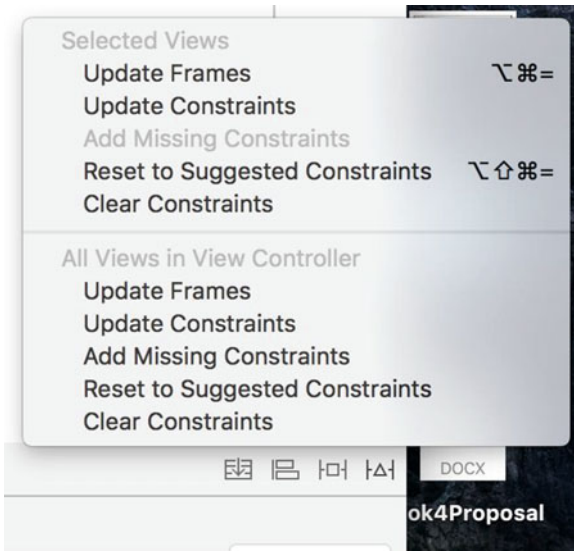 Selected Views
Update Frames ⌥⌘=
Update Constraints
Add Missing Constraints
Reset to Suggested Constraints ⌥⇧⌘=
Clear Constraints
All Views in View Controller
Update Frames
Update Constraints
Add Missing Constraints
Reset to Suggested Constraints
Clear Constraints
DOCX
ok4Proposal